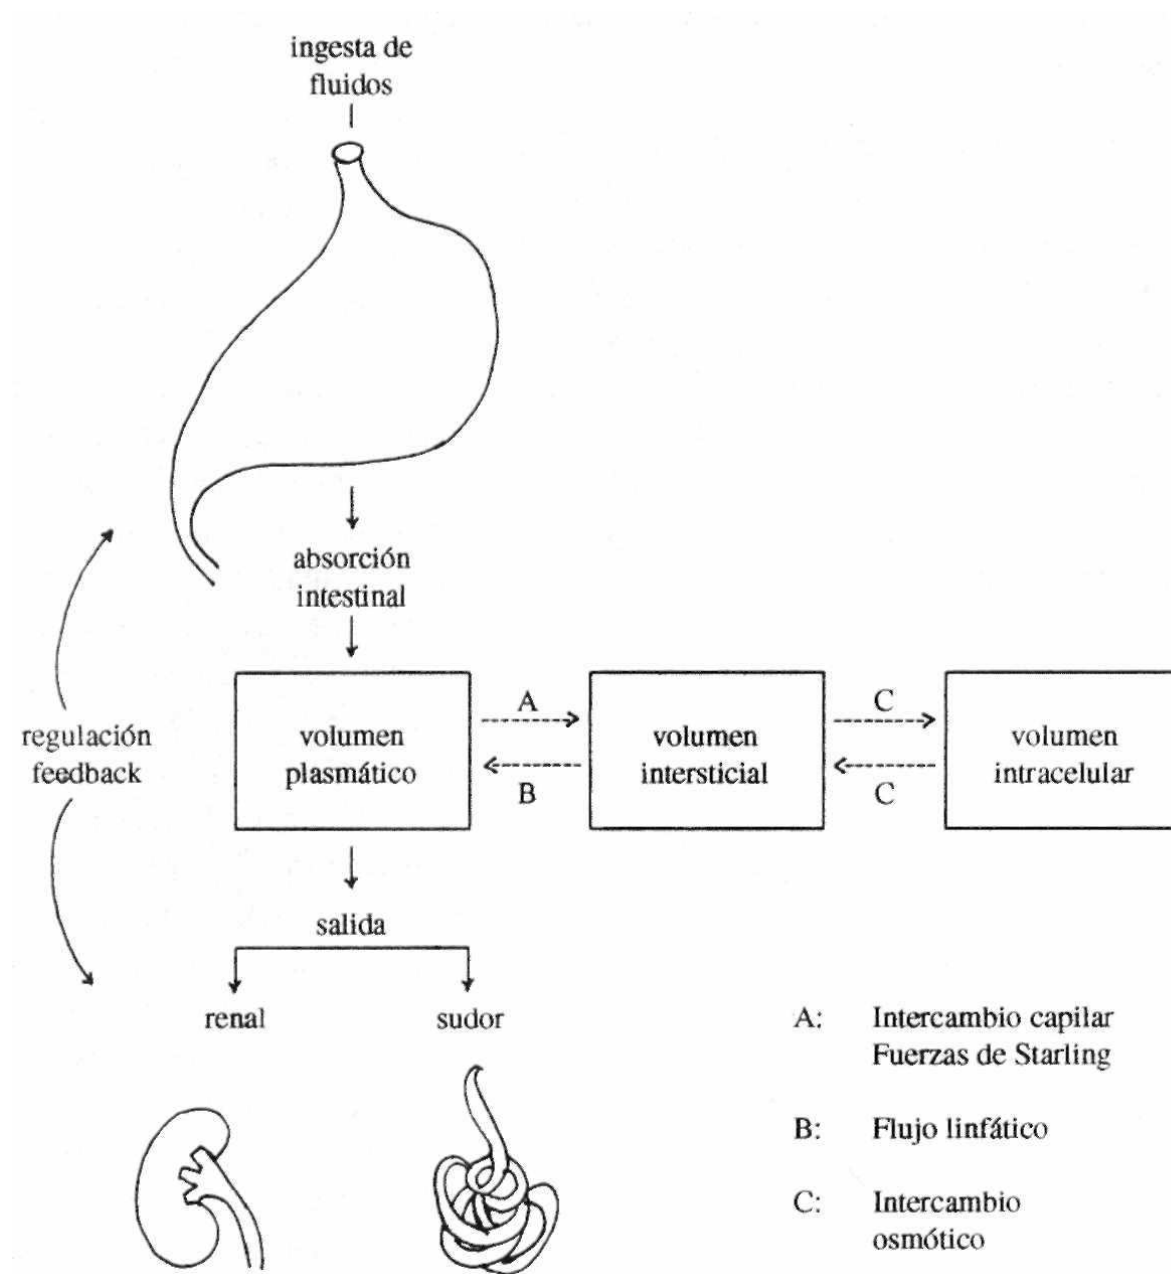 ingesta de
fluidos
absorción
intestinal
regulación
feedback
volumen
plasmático
A
B
volumen
intersticial
C
C
volumen
intracelular
salida
renal
sudor
A: Intercambio capilar
Fuerzas de Starling
B: Flujo linfático
C: Intercambio
osmótico